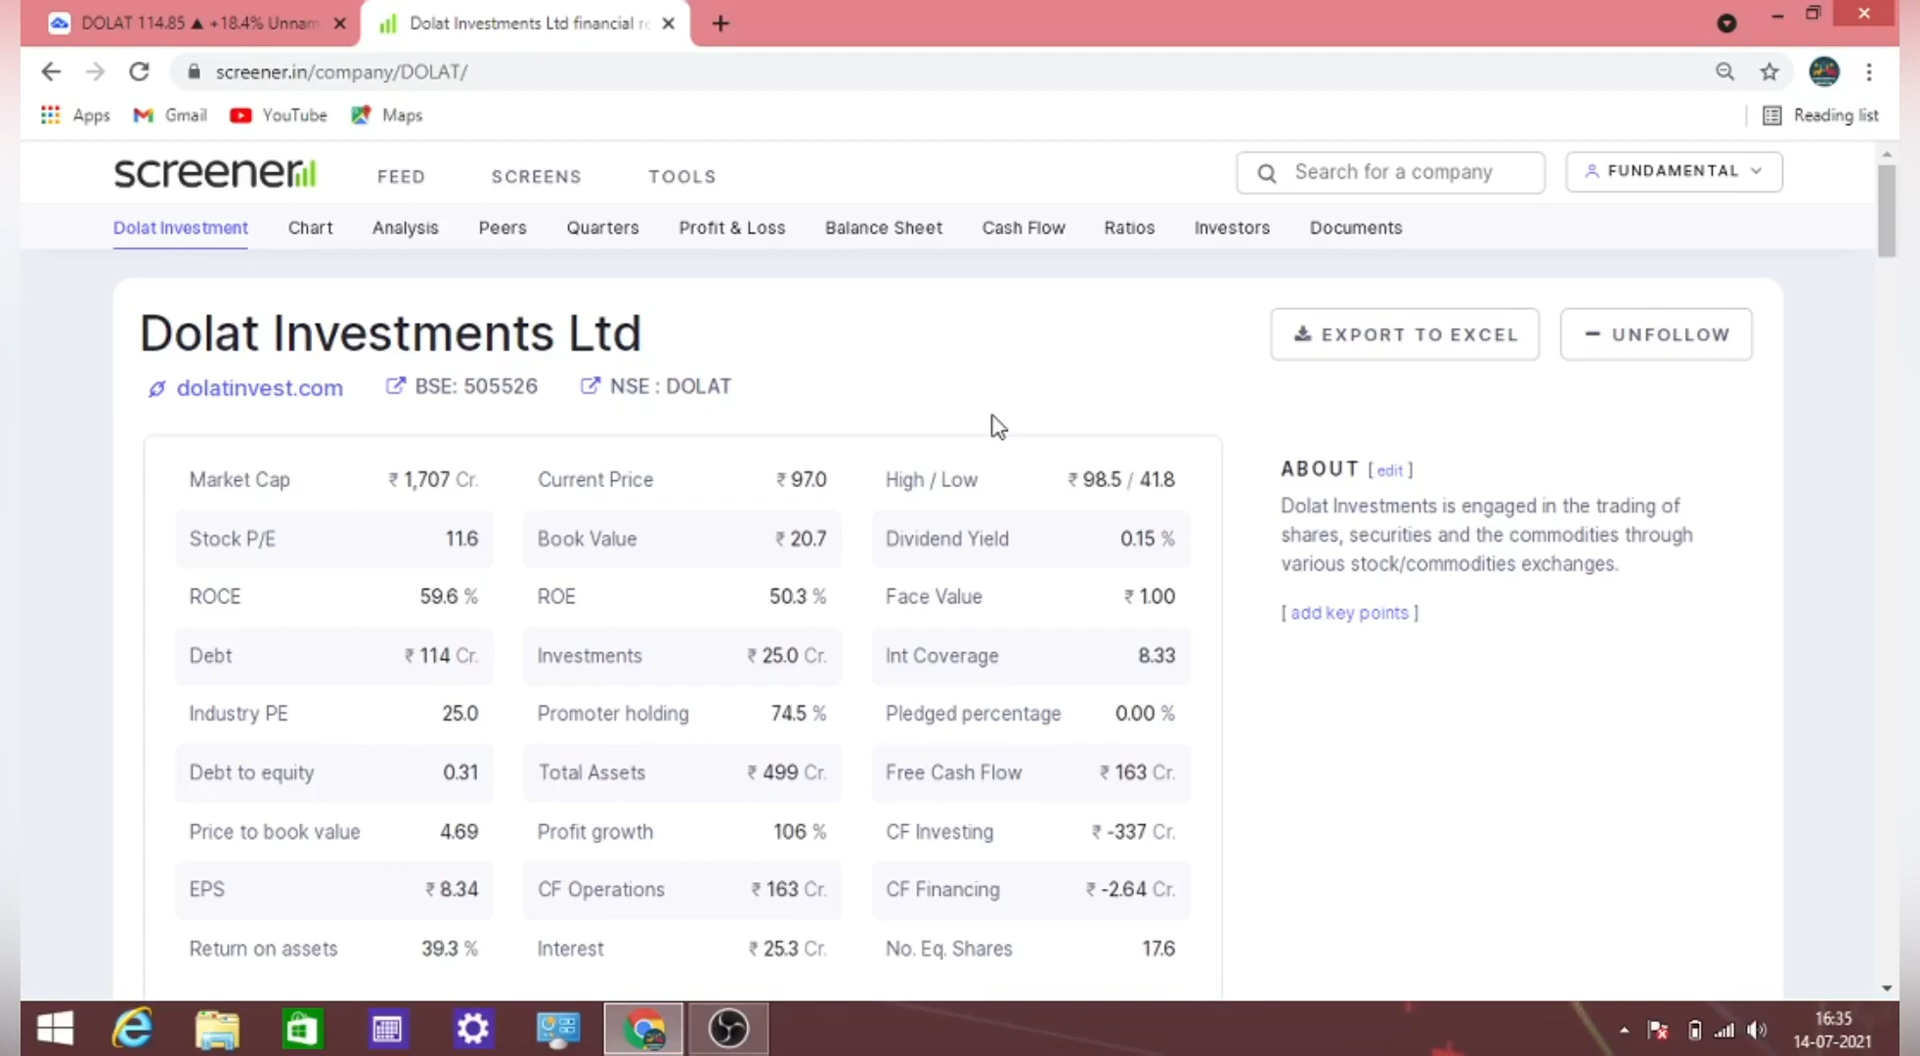 DOLAT 114.85 ▲ +18.4% Unnam
Dolat Investments Ltd financial re
screener.in/company/DOLAT/
Apps
Gmail
YouTube
Maps
Reading list
screener
FEED
SCREENS
TOOLS
Search for a company
FUNDAMENTAL
Dolat Investment
Chart
Analysis
Peers
Quarters
Profit & Loss
Balance Sheet
Cash Flow
Ratios
Investors
Documents
Dolat Investments Ltd
EXPORT TO EXCEL
UNFOLLOW
dolatinvest.com
BSE: 505526
NSE : DOLAT
Market Cap ₹ 1,707 Cr.
Current Price ₹ 97.0
High / Low ₹ 98.5 / 41.8
Stock P/E 11.6
Book Value ₹ 20.7
Dividend Yield 0.15 %
ROCE 59.6 %
ROE 50.3 %
Face Value ₹ 1.00
Debt ₹ 114 Cr.
Investments ₹ 25.0 Cr.
Int Coverage 8.33
Industry PE 25.0
Promoter holding 74.5 %
Pledged percentage 0.00 %
Debt to equity 0.31
Total Assets ₹ 499 Cr.
Free Cash Flow ₹ 163 Cr.
Price to book value 4.69
Profit growth 106 %
CF Investing ₹ -337 Cr.
EPS ₹ 8.34
CF Operations ₹ 163 Cr.
CF Financing ₹ -2.64 Cr.
Return on assets 39.3 %
Interest ₹ 25.3 Cr.
No. Eq. Shares 17.6
ABOUT [ edit ]
Dolat Investments is engaged in the trading of
shares, securities and the commodities through
various stock/commodities exchanges.
[ add key points ]
16:35
14-07-2021